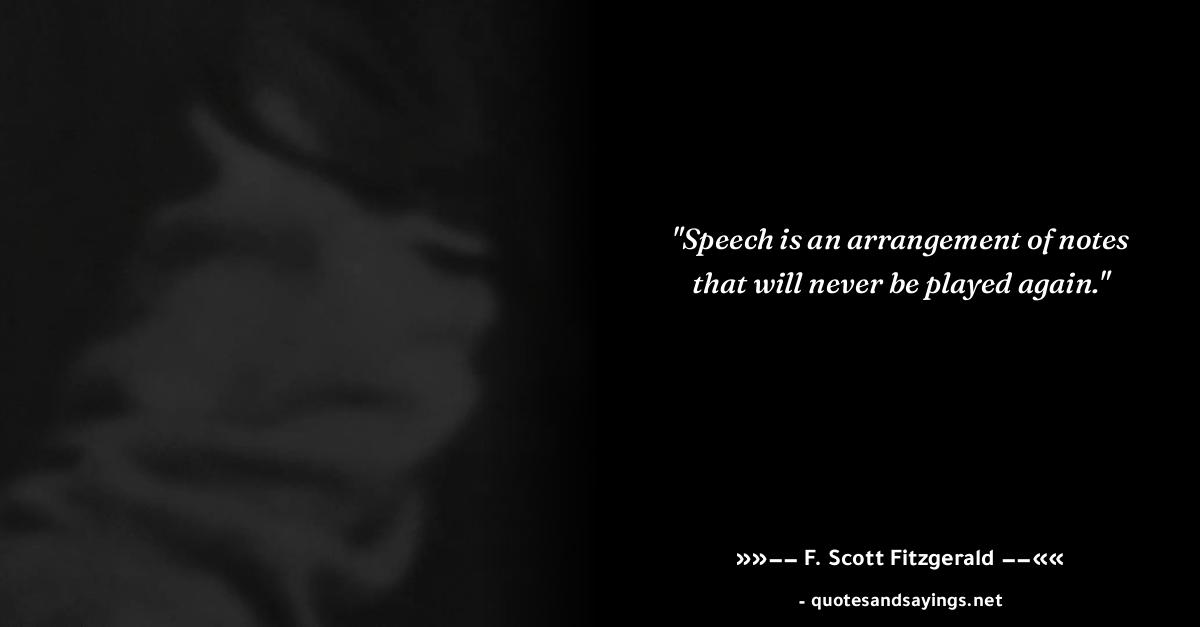 "Speech is an arrangement of notes
that will never be played again."
»»–– F. Scott Fitzgerald ––««
- quotesandsayings.net